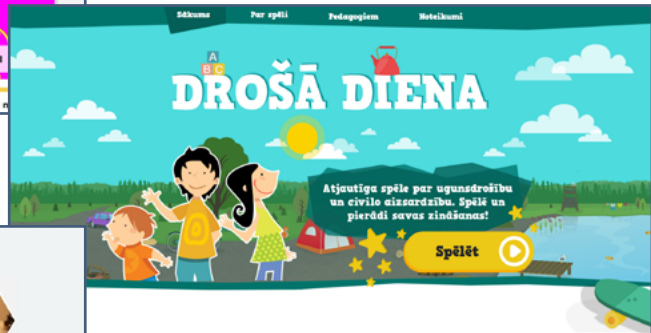 Sākums Par spēli Pedagogiem Noteikumi
A
B C
DROŠĀ DIENA
Atjautīga spēle par ugunsdrošību
un civilo aizsardzību. Spēlē un
pierādi savas zināšanas!
Spēlēt